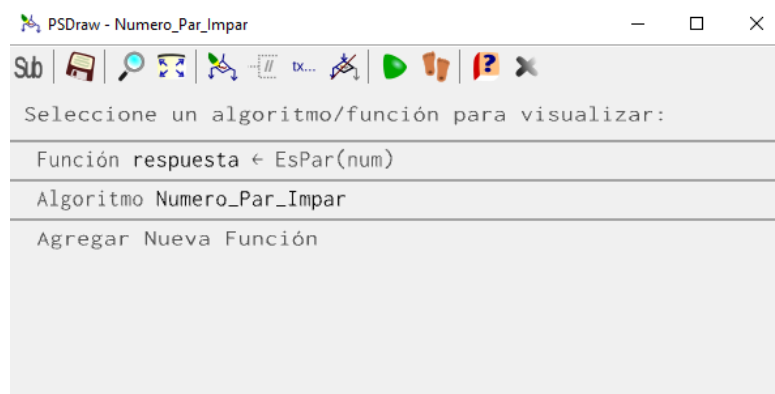 PSDraw - Numero_Par_Impar
Sub tx... ?
Seleccione un algoritmo/función para visualizar:
Función respuesta ← EsPar(num)
Algoritmo Numero_Par_Impar
Agregar Nueva Función